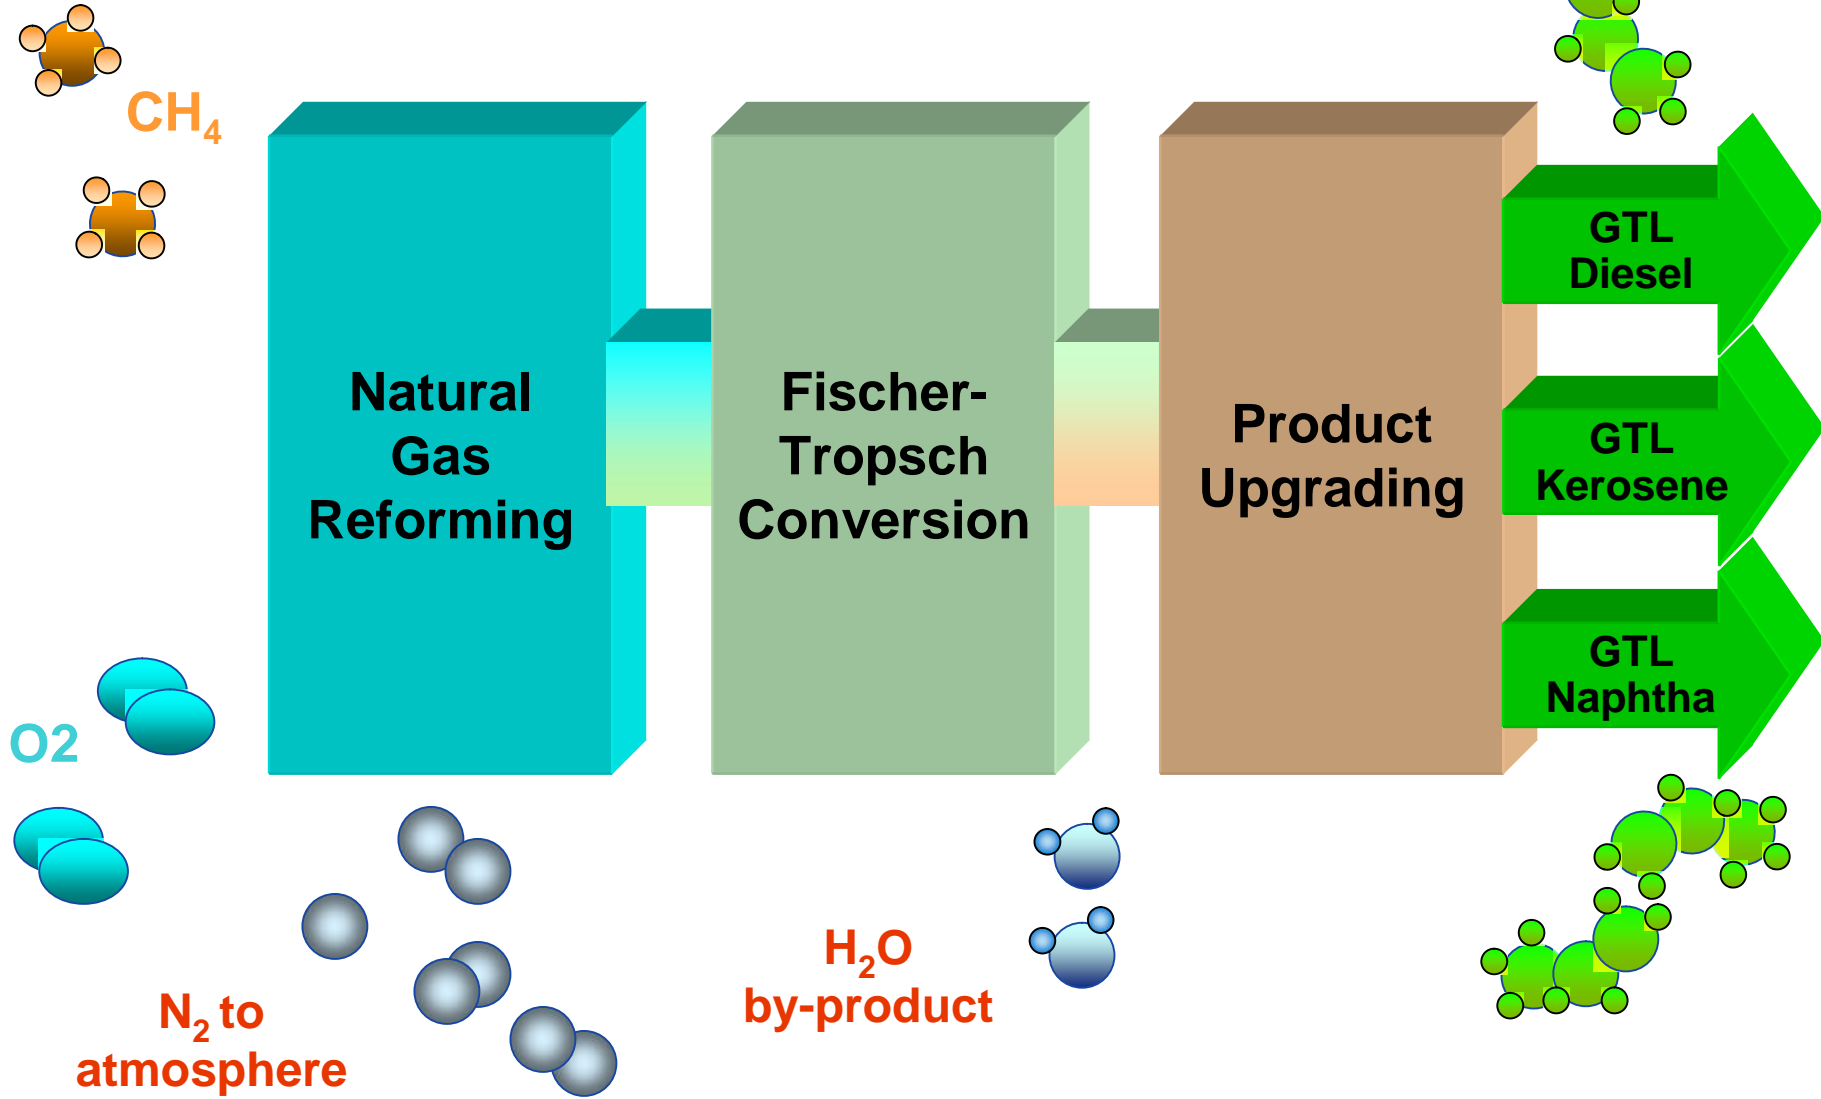 CH₄
Natural
Gas
Reforming
Fischer-
Tropsch
Conversion
Product
Upgrading
GTL
Diesel
GTL
Kerosene
GTL
Naphtha
O2
N₂ to
atmosphere
H₂O
by-product